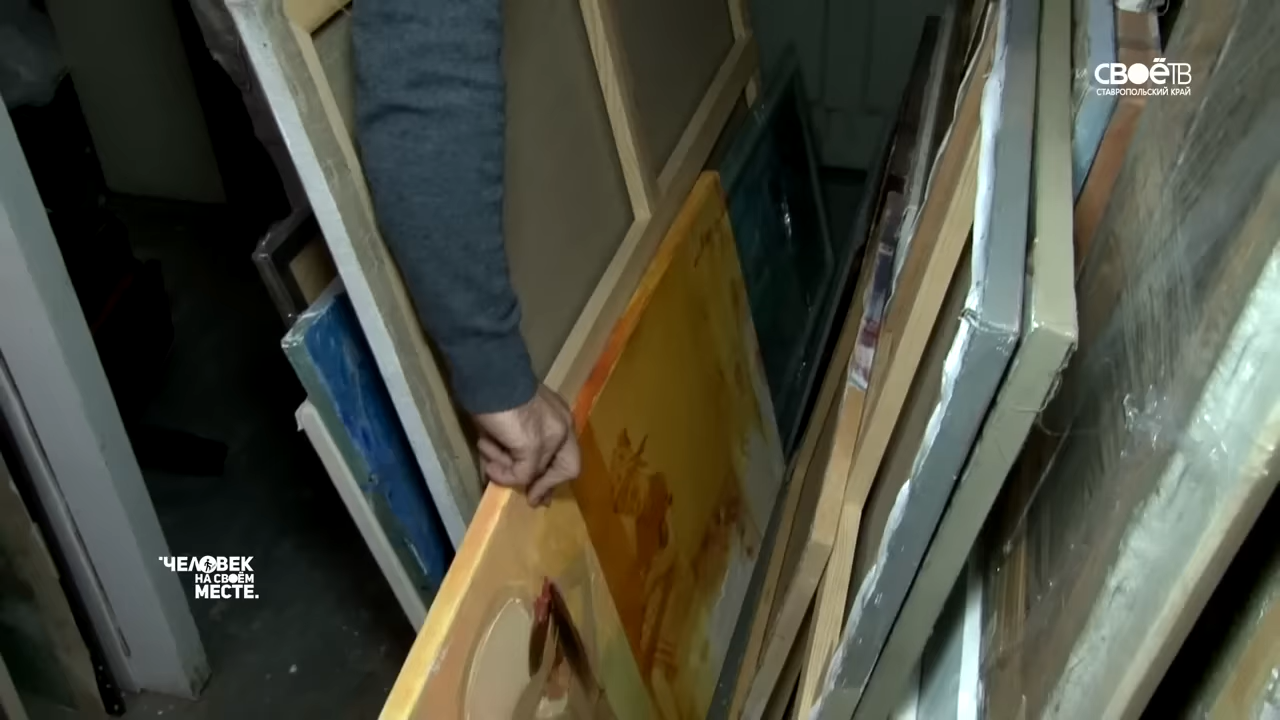 СВОЁТВ
СТАВРОПОЛЬСКИЙ КРАЙ
ЧЕЛОВЕК
НА СВОЁМ
МЕСТЕ.